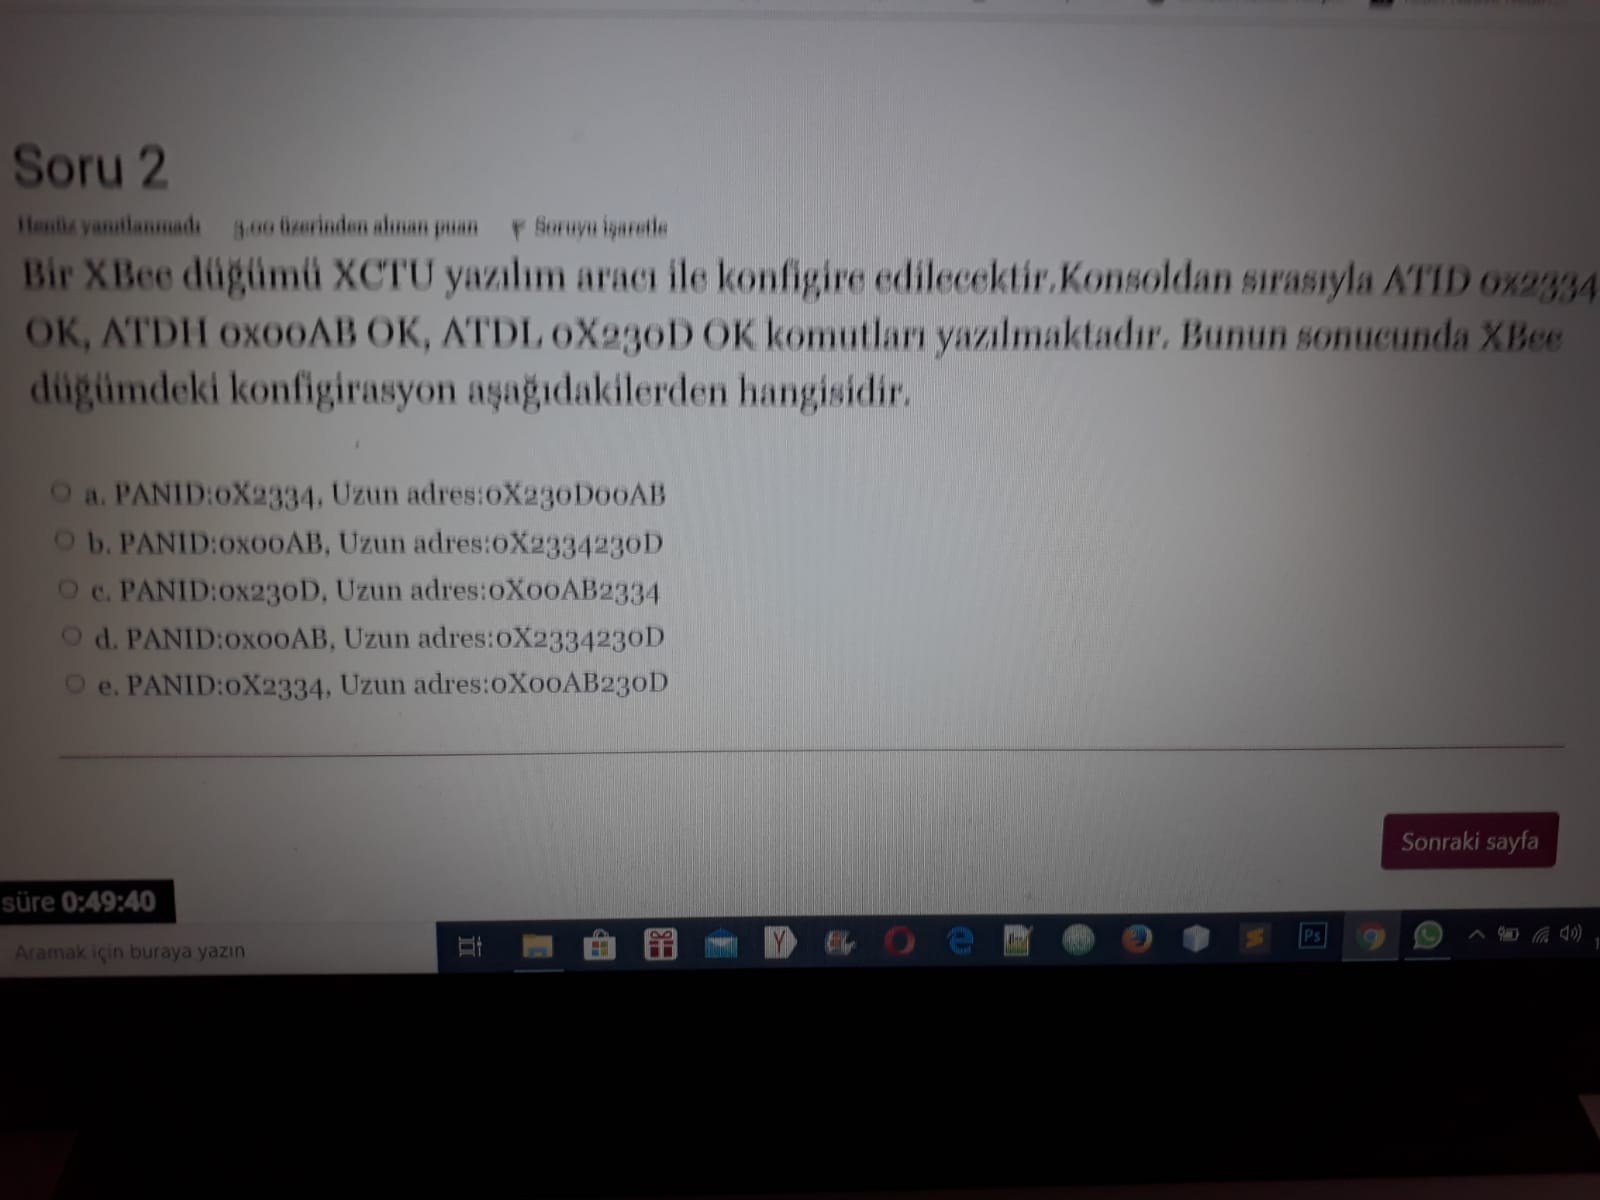 Soru 2
Henüz yanıtlanmadı 3,00 üzerinden alınan puan Soruyu işaretle
Bir XBee düğümü XCTU yazılım aracı ile konfigire edilecektir.Konsoldan sırasıyla ATID 0x2334
OK, ATDH 0x00AB OK, ATDL 0X230D OK komutları yazılmaktadır. Bunun sonucunda XBee
düğümdeki konfigirasyon aşağıdakilerden hangisidir.
a. PANID:0X2334, Uzun adres:0X230D00AB
b. PANID:0x00AB, Uzun adres:0X2334230D
c. PANID:0x230D, Uzun adres:0X00AB2334
d. PANID:0x00AB, Uzun adres:0X2334230D
e. PANID:0X2334, Uzun adres:0X00AB230D
Sonraki sayfa
süre 0:49:40
Aramak için buraya yazın
Y
Ps